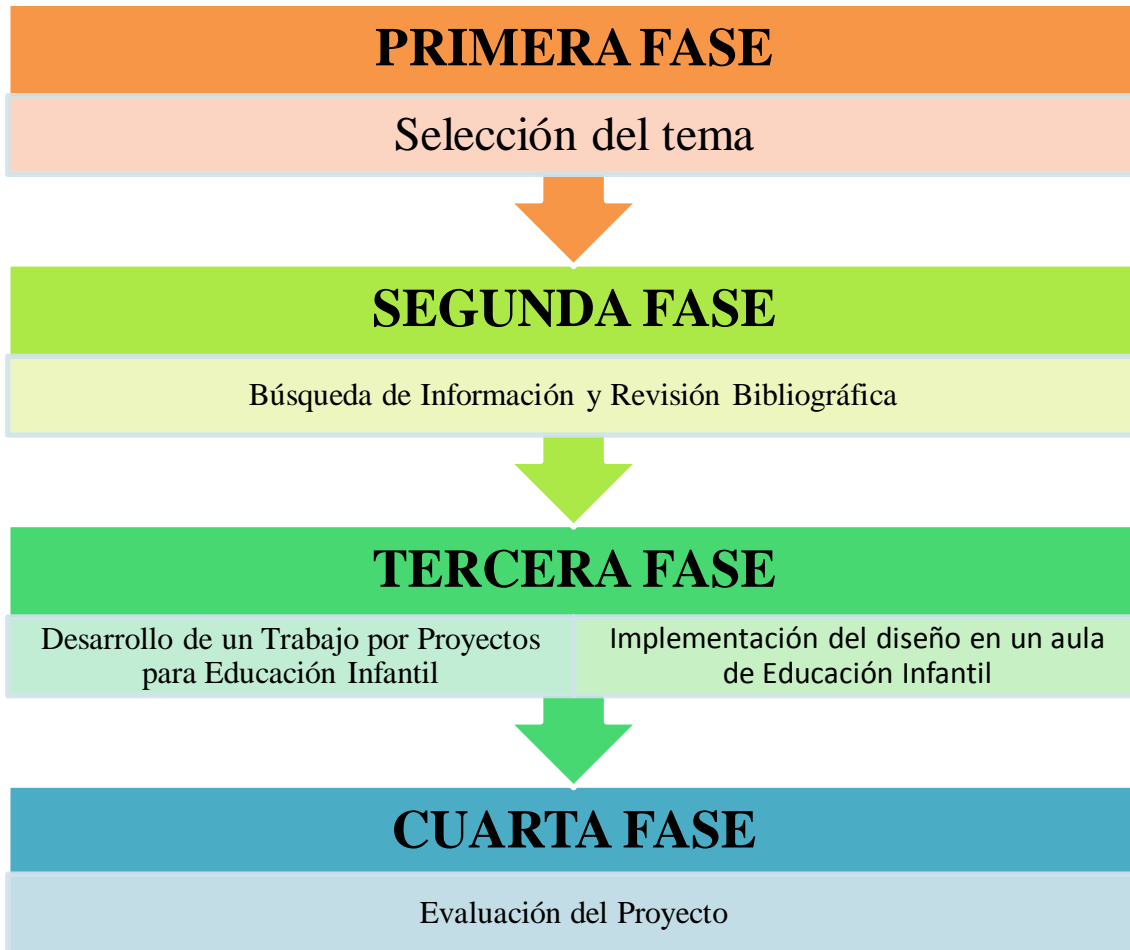 PRIMERA FASE
Selección del tema
SEGUNDA FASE
Búsqueda de Información y Revisión Bibliográfica
TERCERA FASE
Desarrollo de un Trabajo por Proyectos
para Educación Infantil
Implementación del diseño en un aula
de Educación Infantil
CUARTA FASE
Evaluación del Proyecto